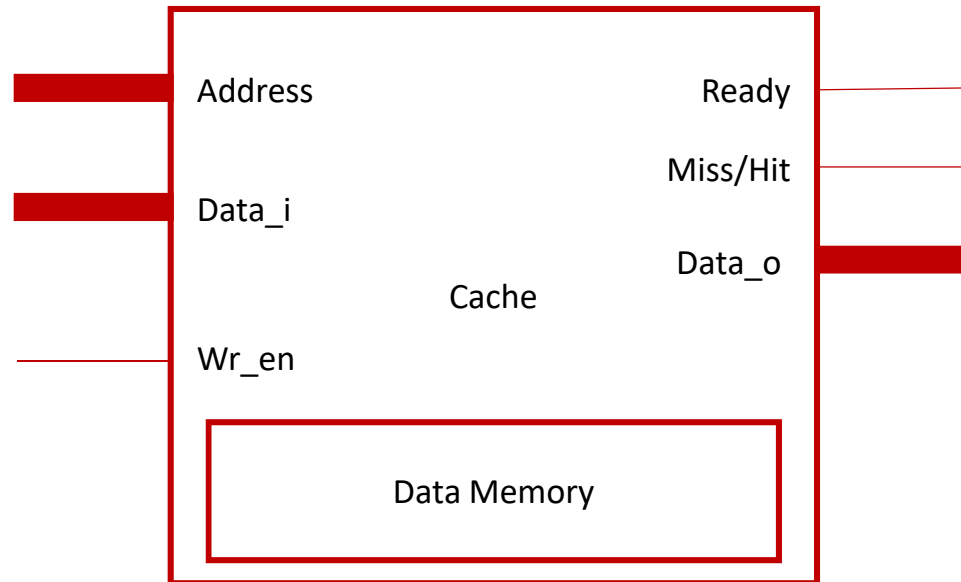 Address
Ready
Miss/Hit
Data_i
Data_o
Cache
Wr_en
Data Memory